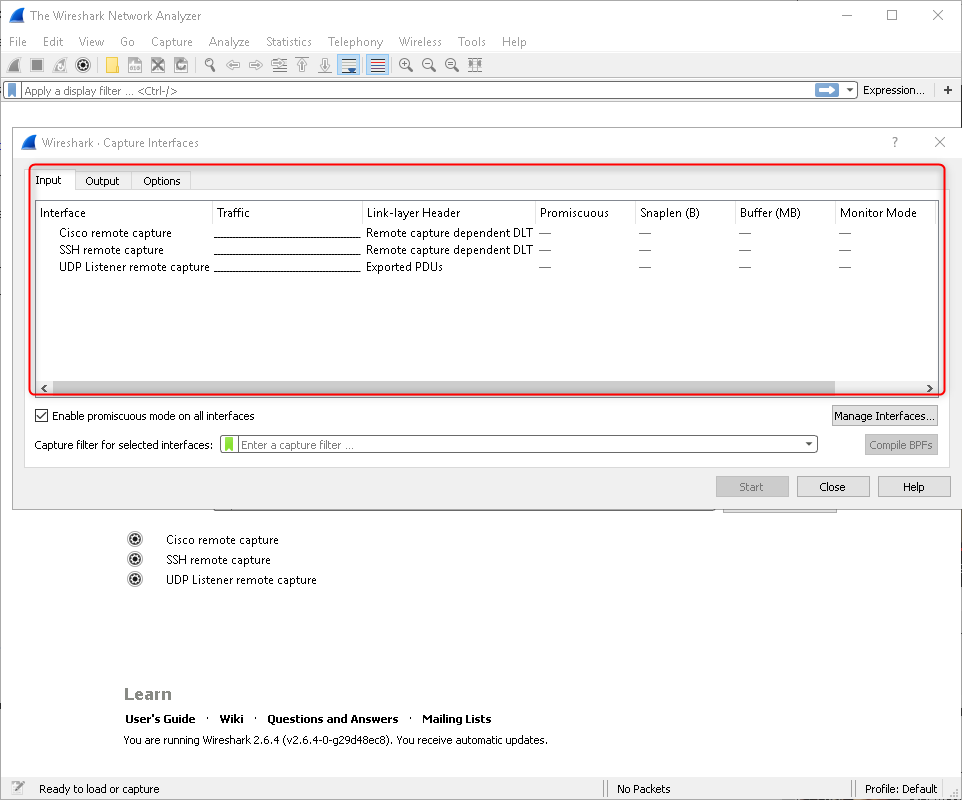 The Wireshark Network Analyzer
File Edit View Go Capture Analyze Statistics Telephony Wireless Tools Help
Apply a display filter ... <Ctrl-/> Expression... +
Wireshark · Capture Interfaces ?
Input Output Options
Interface Traffic Link-layer Header Promiscuous Snaplen (B) Buffer (MB) Monitor Mode
Cisco remote capture Remote capture dependent DLT — — — —
SSH remote capture Remote capture dependent DLT — — — —
UDP Listener remote capture Exported PDUs — — — —
Enable promiscuous mode on all interfaces Manage Interfaces...
Capture filter for selected interfaces: Enter a capture filter ... Compile BPFs
Start Close Help
Cisco remote capture
SSH remote capture
UDP Listener remote capture
Learn
User's Guide · Wiki · Questions and Answers · Mailing Lists
You are running Wireshark 2.6.4 (v2.6.4-0-g29d48ec8). You receive automatic updates.
Ready to load or capture No Packets Profile: Default